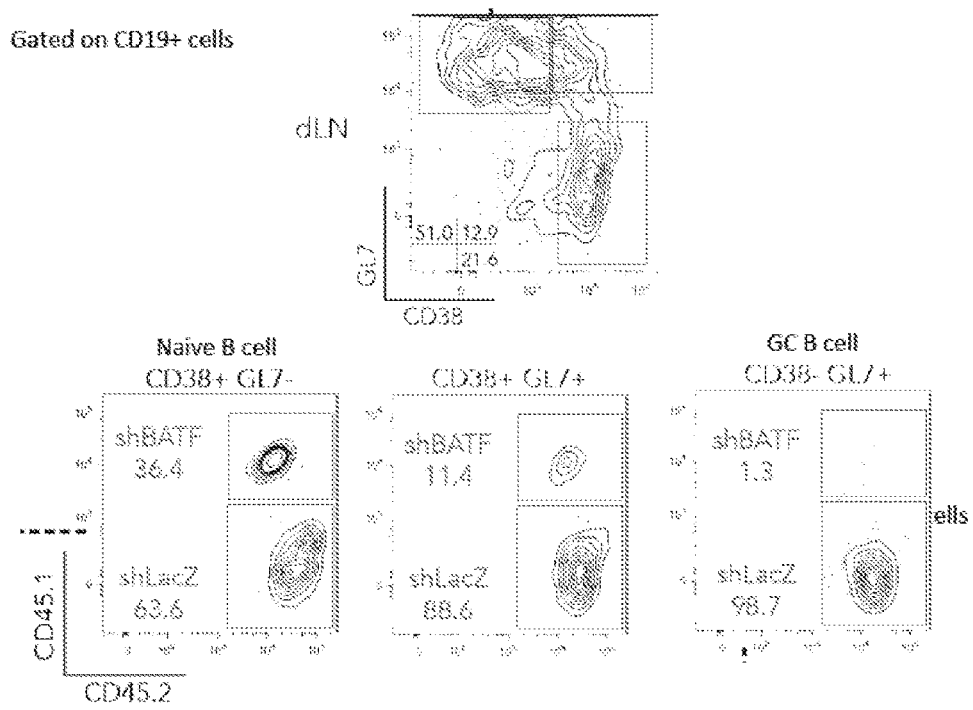 Gated on CD19+ cells
dLN
51.0 12.9
21.6
GL7
CD38
Naive B cell
CD38+ GL7-
CD38+ GL7+
GC B cell
CD38- GL7+
shBATF
36.4
shBATF
11.4
shBATF
1.3
ells
shLacZ
63.6
shLacZ
88.6
shLacZ
98.7
CD45.1
CD45.2